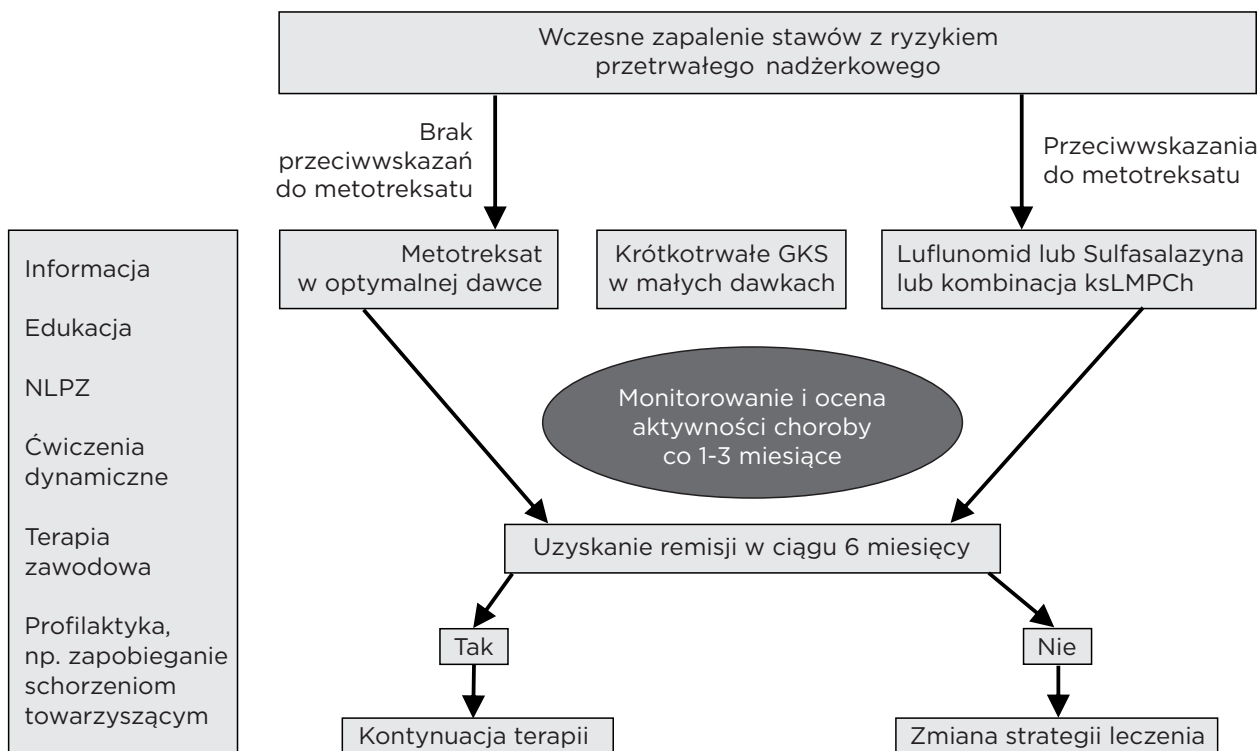 Wczesne zapalenie stawów z ryzykiem
przetrwałego nadżerkowego
Brak
przeciwwskazań
do metotreksatu
Przeciwwskazania
do metotreksatu
Informacja
Edukacja
NLPZ
Ćwiczenia
dynamiczne
Terapia
zawodowa
Profilaktyka,
np. zapobieganie
schorzeniom
towarzyszącym
Metotreksat
w optymalnej dawce
Krótkotrwałe GKS
w małych dawkach
Luflunomid lub Sulfasalazyna
lub kombinacja ksLMPCh
Monitorowanie i ocena
aktywności choroby
co 1-3 miesiące
Uzyskanie remisji w ciągu 6 miesięcy
Tak
Nie
Kontynuacja terapii
Zmiana strategii leczenia